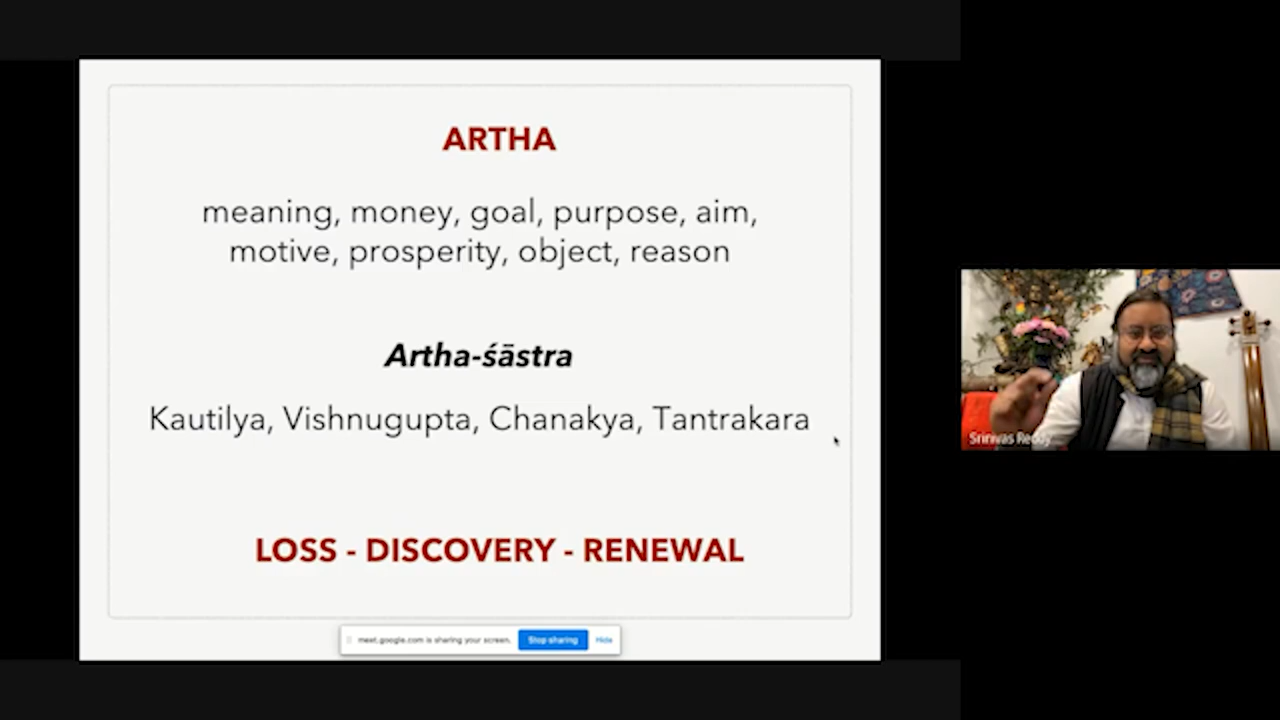 ARTHA
meaning, money, goal, purpose, aim,
motive, prosperity, object, reason
Artha-śāstra
Kautilya, Vishnugupta, Chanakya, Tantrakara
LOSS - DISCOVERY - RENEWAL
meet.google.com is sharing your screen.
Stop sharing
Hide
Srinivas Reddy